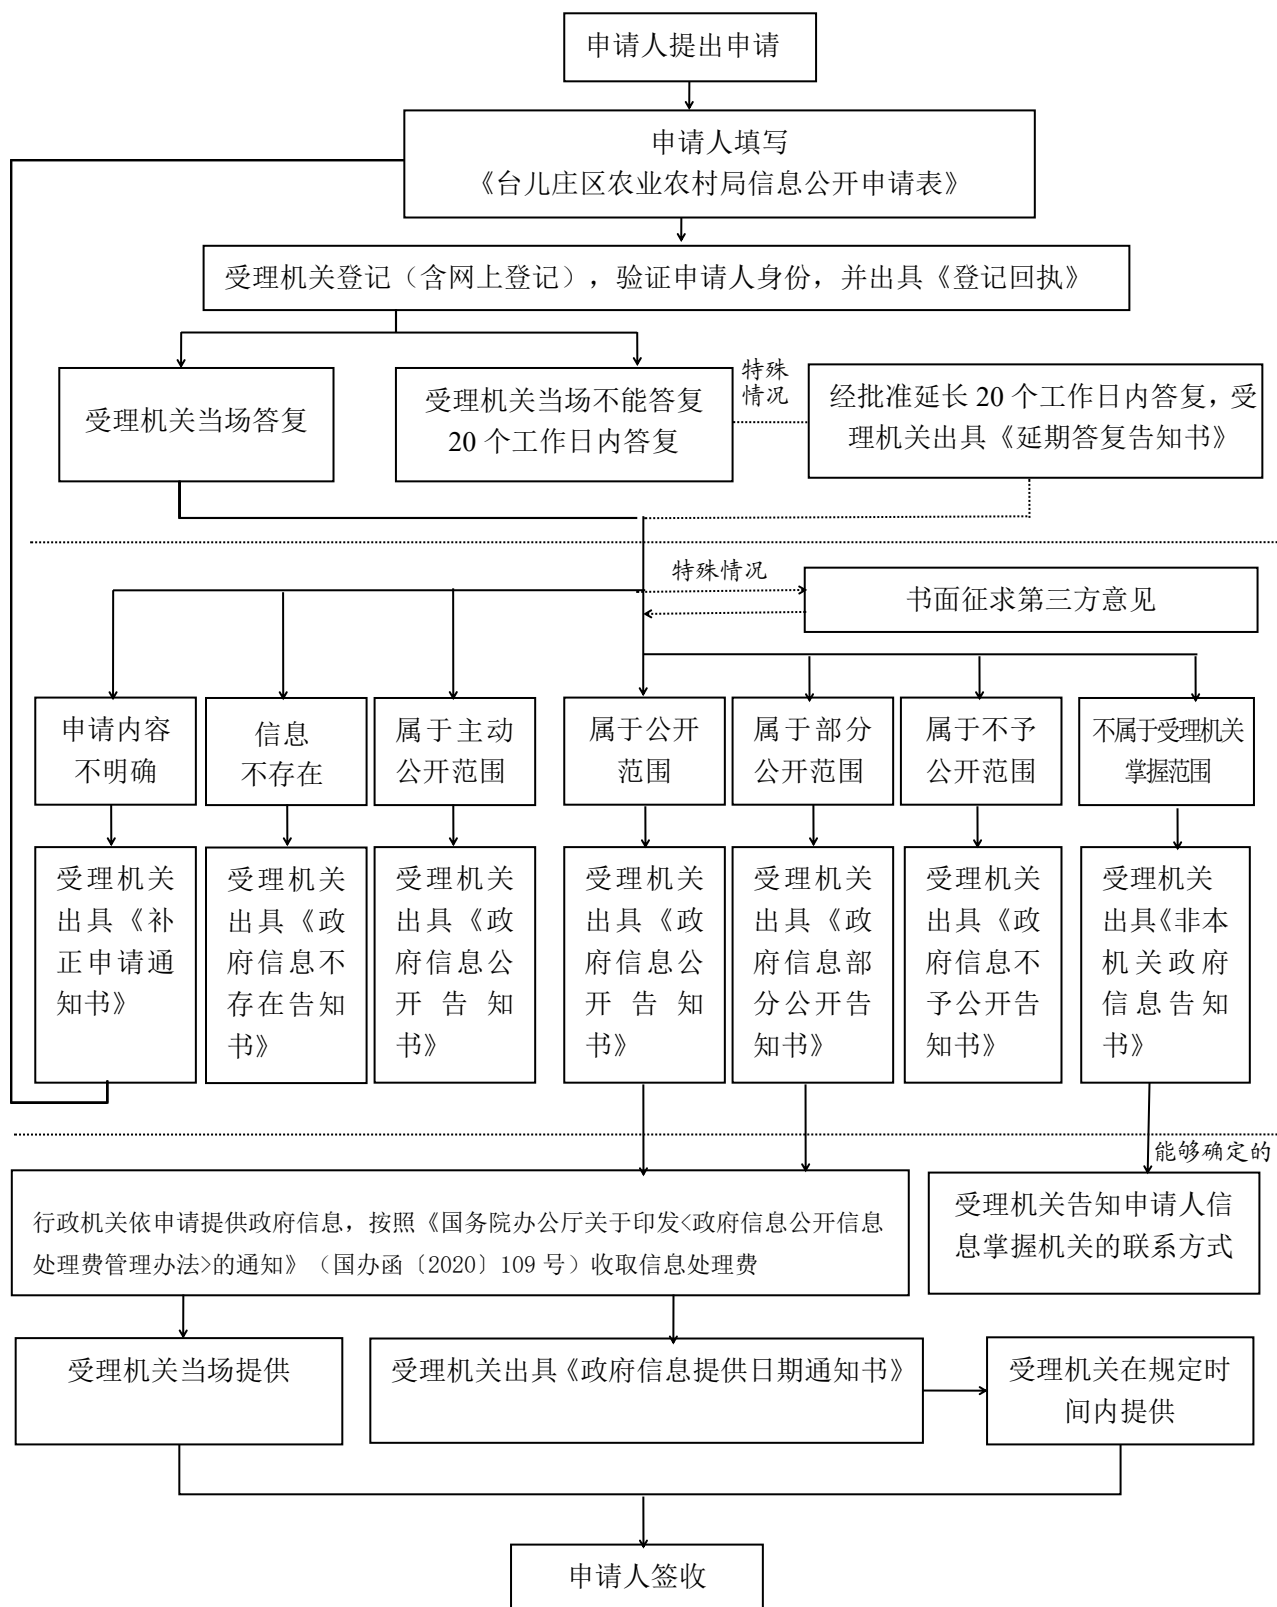 申请人提出申请
申请人填写
《台儿庄区农业农村局信息公开申请表》
受理机关登记（含网上登记），验证申请人身份，并出具《登记回执》
受理机关当场答复
受理机关当场不能答复
20 个工作日内答复
特殊
情况
经批准延长 20 个工作日内答复，受
理机关出具《延期答复告知书》
特殊情况
书面征求第三方意见
申请内容
不明确
信息
不存在
属于主动
公开范围
属于公开
范围
属于部分
公开范围
属于不予
公开范围
不属于受理机关
掌握范围
受理机关
出具《补
正申请通
知书》
受理机关
出具《政
府信息不
存在告知
书》
受理机关
出具《政
府信息公
开告知
书》
受理机关
出具《政
府信息公
开告知
书》
受理机关
出具《政
府信息部
分公开告
知书》
受理机关
出具《政
府信息不
予公开告
知书》
受理机关
出具《非本
机关政府
信息告知
书》
能够确定的
行政机关依申请提供政府信息，按照《国务院办公厅关于印发<政府信息公开信息
处理费管理办法>的通知》（国办函〔2020〕109 号）收取信息处理费
受理机关告知申请人信
息掌握机关的联系方式
受理机关当场提供
受理机关出具《政府信息提供日期通知书》
受理机关在规定时
间内提供
申请人签收